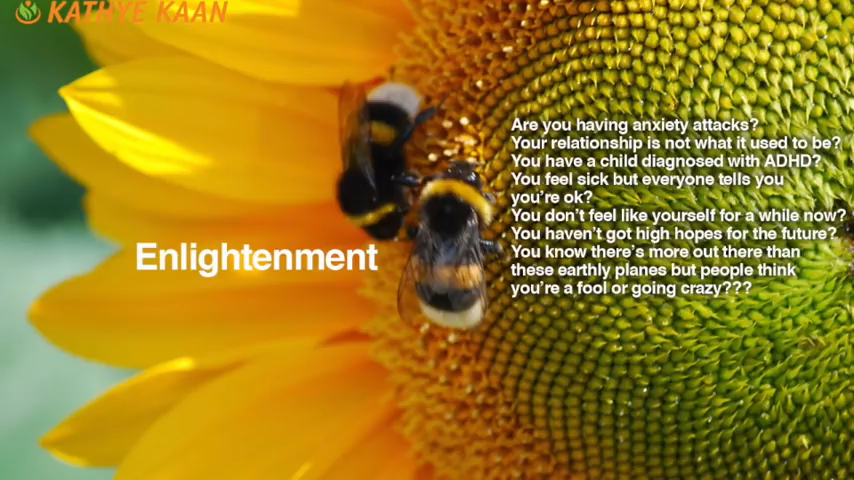 KATHYE KAAN
Enlightenment
Are you having anxiety attacks?
Your relationship is not what it used to be?
You have a child diagnosed with ADHD?
You feel sick but everyone tells you
you're ok?
You don't feel like yourself for a while now?
You haven't got high hopes for the future?
You know there's more out there than
these earthly planes but people think
you're a fool or going crazy???